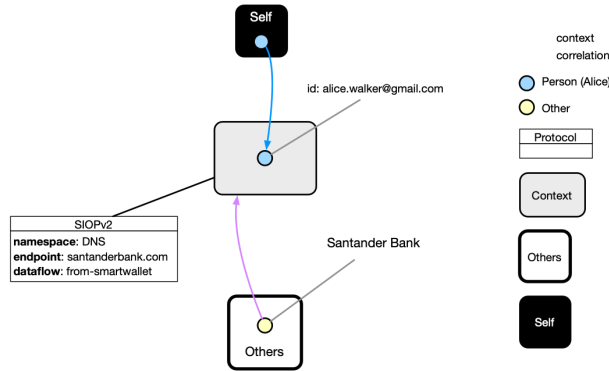 Self
id: alice.walker@gmail.com
SIOPv2
namespace: DNS
endpoint: santanderbank.com
dataflow: from-smartwallet
Santander Bank
Others
context
correlation
Person (Alice)
Other
Protocol
Context
Others
Self